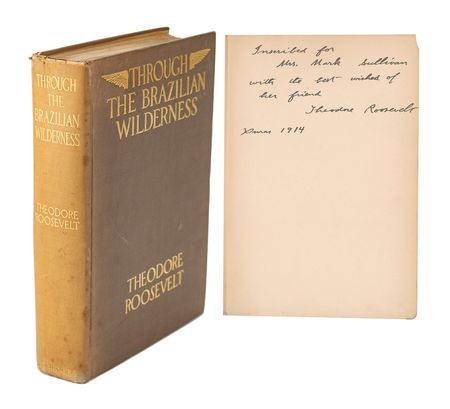 THROUGH
THE
BRAZILIAN
WILDERNESS
THEODORE
ROOSEVELT
SCRIBNERS
THROUGH
THE BRAZILIAN
WILDERNESS
THEODORE
ROOSEVELT
Inscribed for
Mrs. Mark Sullivan
with the best wishes of
her friend
Theodore Roosevelt
Xmas 1914